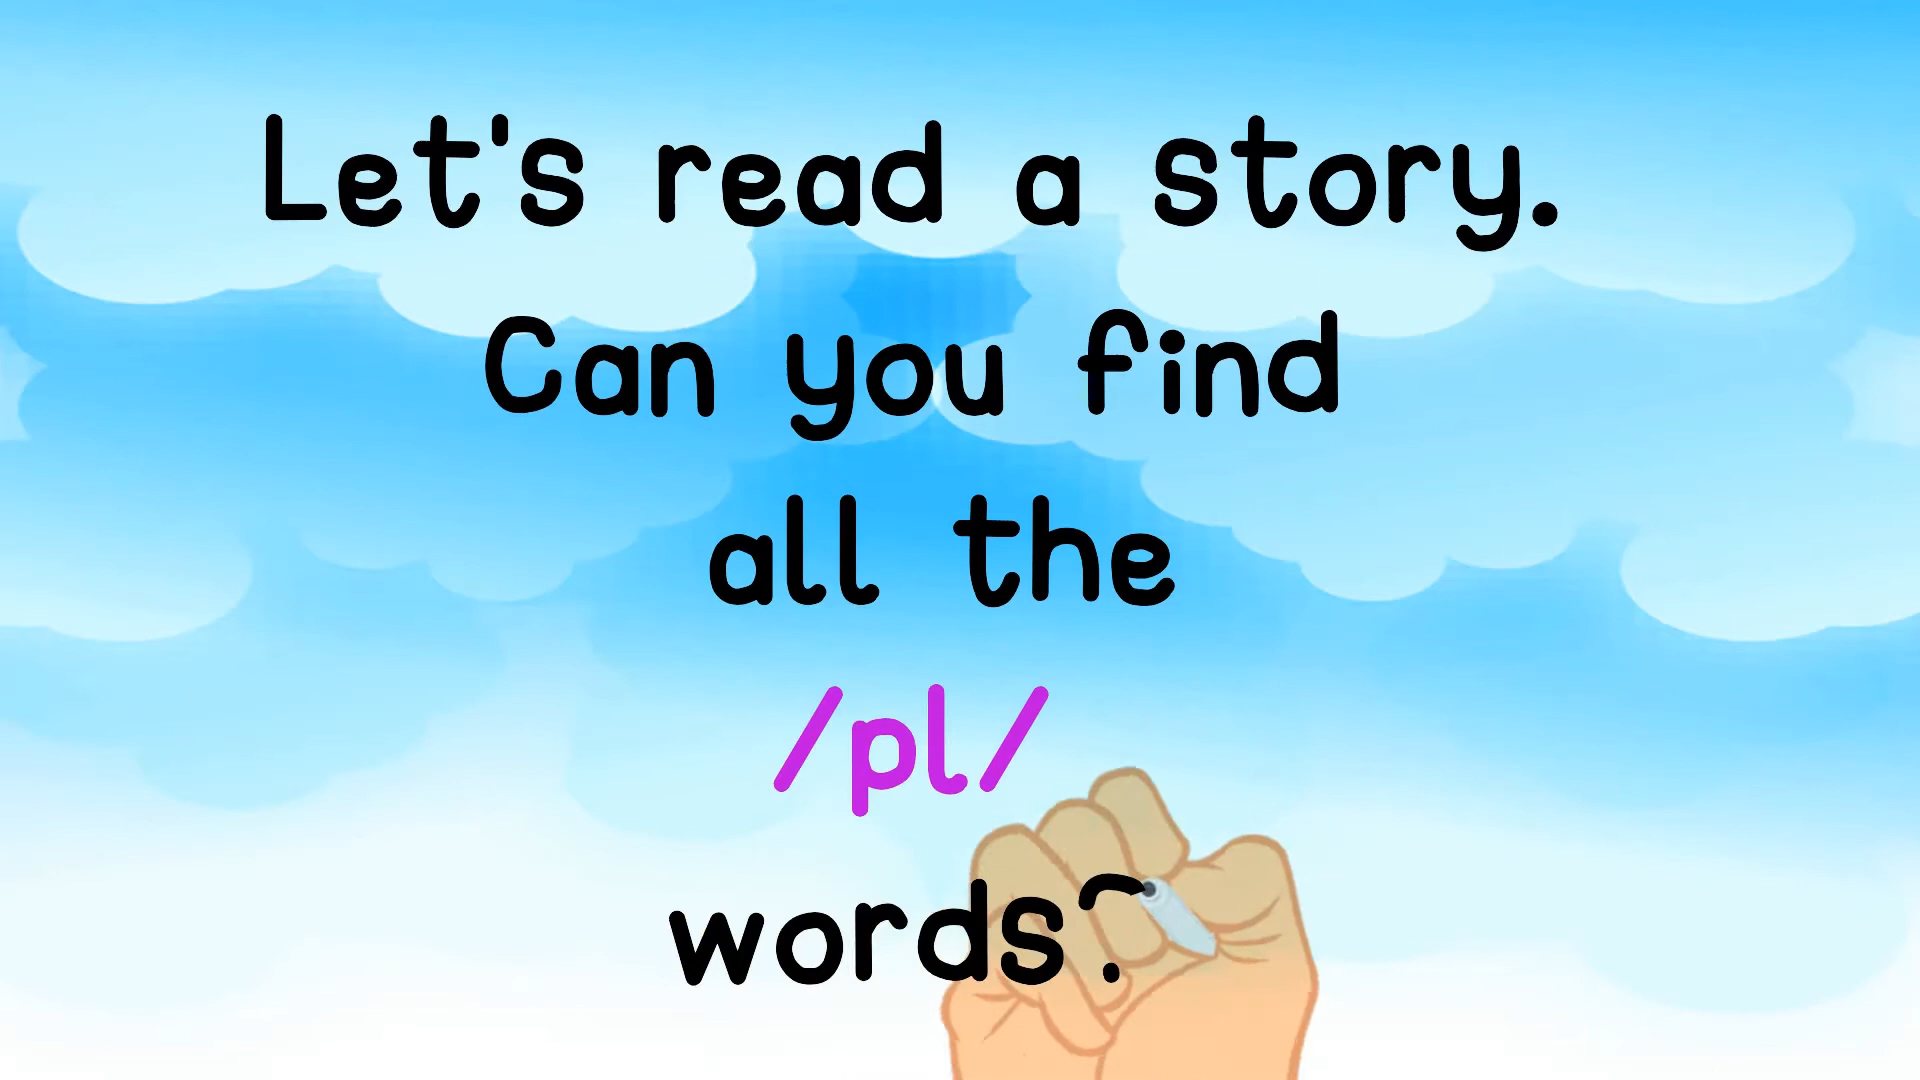 Let's read a story.
Can you find
all the
/pl/
words?